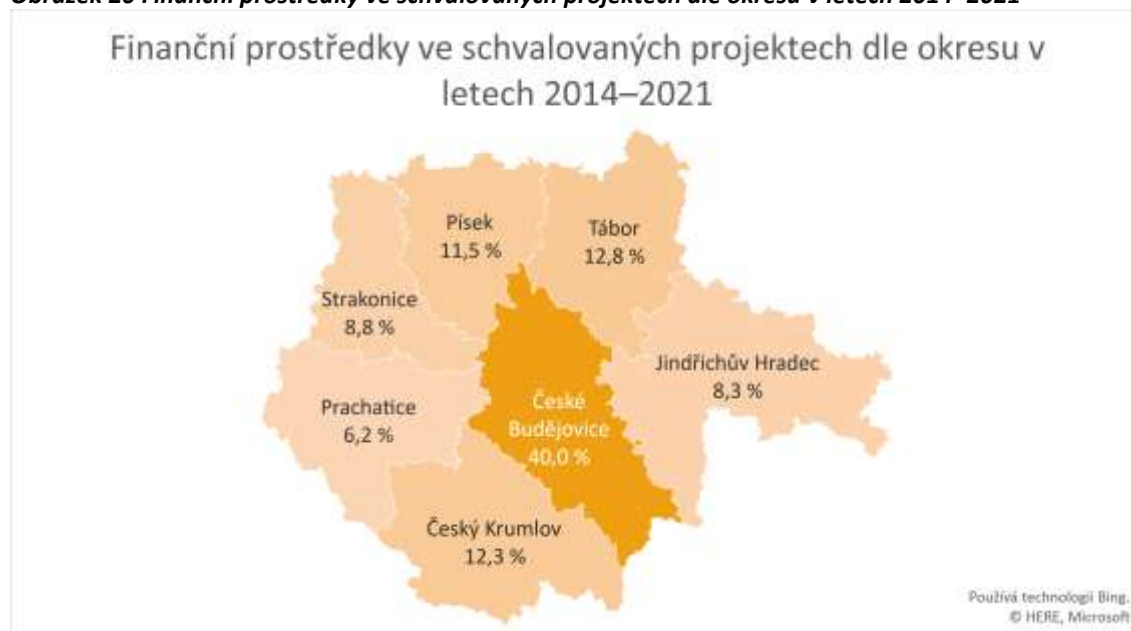 Finanční prostředky ve schvalovaných projektech dle okresu v
letech 2014–2021
Písek
11,5 %
Tábor
12,8 %
Strakonice
8,8 %
Jindřichův Hradec
8,3 %
Prachatice
6,2 %
České
Budějovice
40,0 %
Český Krumlov
12,3 %
Používá technologii Bing.
© HERE, Microsoft